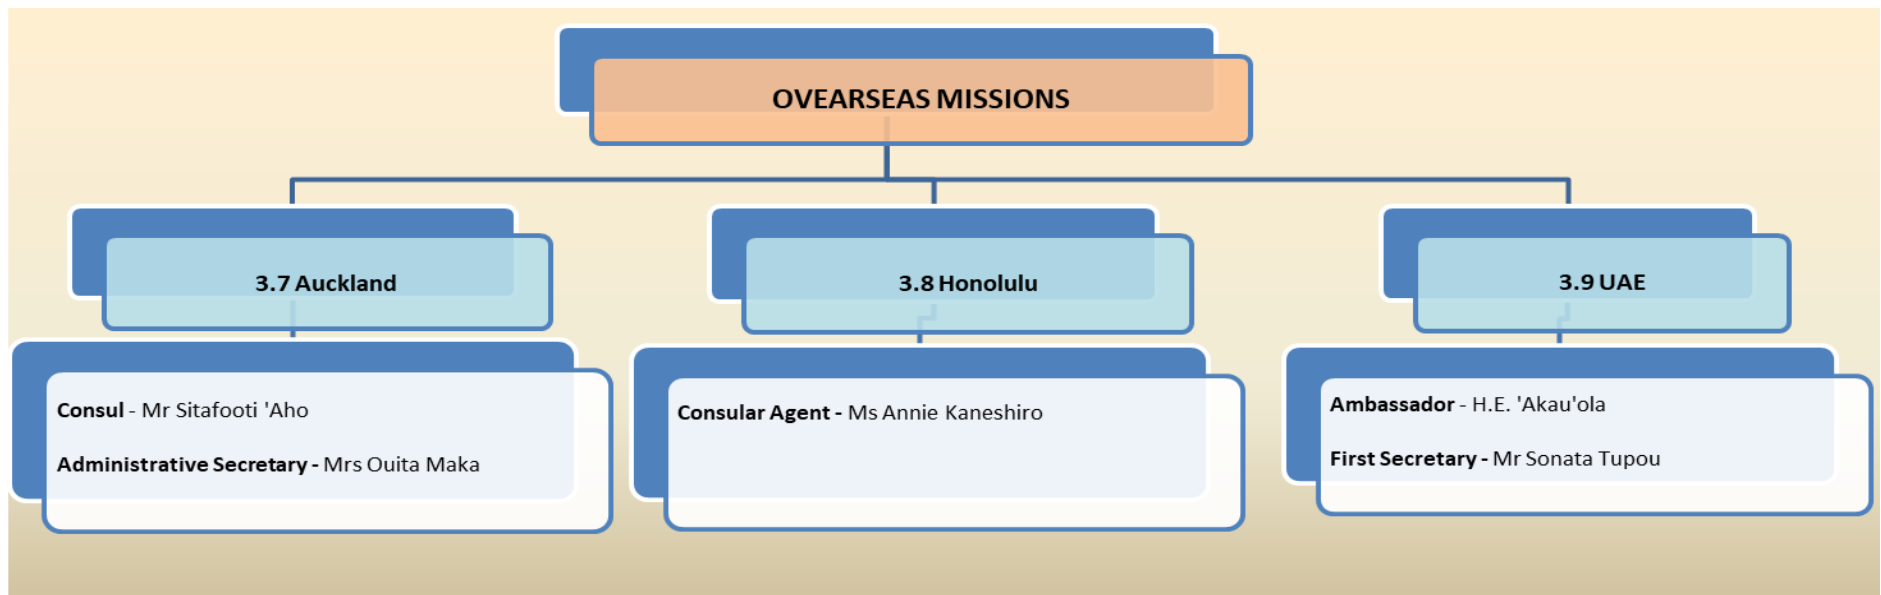 OVEARSEAS MISSIONS
3.7 Auckland
3.8 Honolulu
3.9 UAE
Consul - Mr Sitafooti 'Aho
Administrative Secretary - Mrs Ouita Maka
Consular Agent - Ms Annie Kaneshiro
Ambassador - H.E. 'Akau'ola
First Secretary - Mr Sonata Tupou